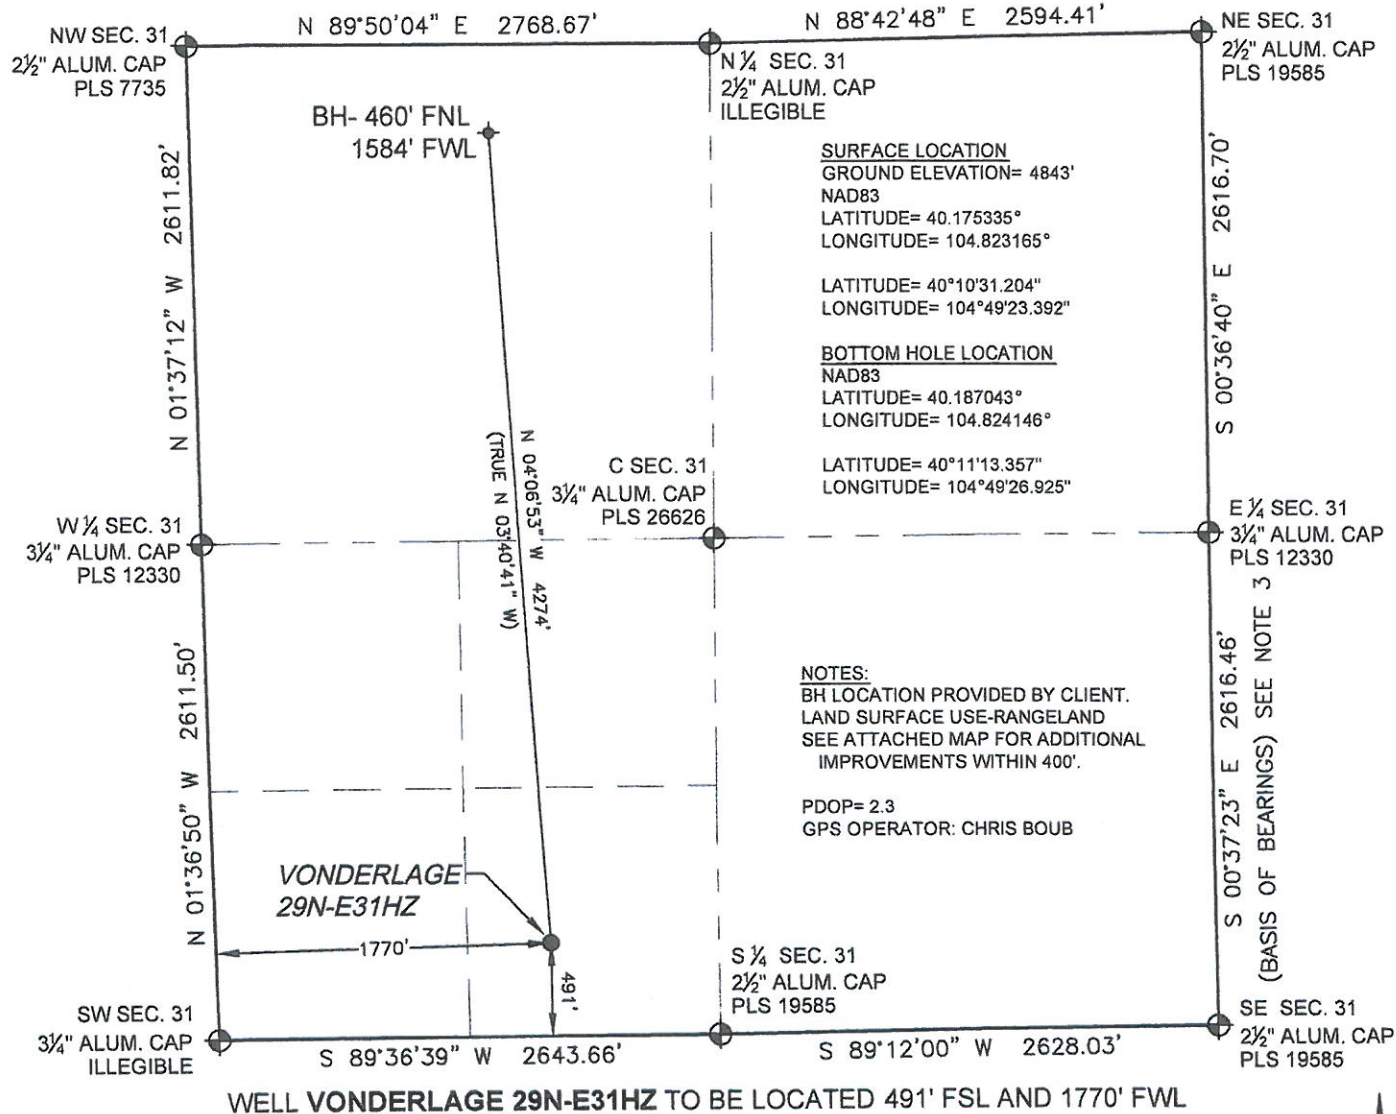 N 89°50'04" E 2768.67'
N 88°42'48" E 2594.41'
NW SEC. 31
2½" ALUM. CAP
PLS 7735
N ¼ SEC. 31
2½" ALUM. CAP
ILLEGIBLE
NE SEC. 31
2½" ALUM. CAP
PLS 19585
BH- 460' FNL
1584' FWL
N 01°37'12" W 2611.82'
SURFACE LOCATION
GROUND ELEVATION= 4843'
NAD83
LATITUDE= 40.175335°
LONGITUDE= 104.823165°
LATITUDE= 40°10'31.204"
LONGITUDE= 104°49'23.392"
BOTTOM HOLE LOCATION
NAD83
LATITUDE= 40.187043°
LONGITUDE= 104.824146°
LATITUDE= 40°11'13.357"
LONGITUDE= 104°49'26.925"
S 00°36'40" E 2616.70'
N 04°06'53" W 4274'
(TRUE N 03°40'41" W)
C SEC. 31
3¼" ALUM. CAP
PLS 26626
W ¼ SEC. 31
3¼" ALUM. CAP
PLS 12330
E ¼ SEC. 31
3¼" ALUM. CAP
PLS 12330
N 01°36'50" W 2611.50'
NOTES:
BH LOCATION PROVIDED BY CLIENT.
LAND SURFACE USE-RANGELAND
SEE ATTACHED MAP FOR ADDITIONAL
IMPROVEMENTS WITHIN 400'.
PDOP= 2.3
GPS OPERATOR: CHRIS BOUB
S 00°37'23" E 2616.46'
(BASIS OF BEARINGS) SEE NOTE 3
VONDERLAGE
29N-E31HZ
1770'
491'
S ¼ SEC. 31
2½" ALUM. CAP
PLS 19585
SW SEC. 31
3¼" ALUM. CAP
ILLEGIBLE
SE SEC. 31
2½" ALUM. CAP
PLS 19585
S 89°36'39" W 2643.66'
S 89°12'00" W 2628.03'
WELL VONDERLAGE 29N-E31HZ TO BE LOCATED 491' FSL AND 1770' FWL